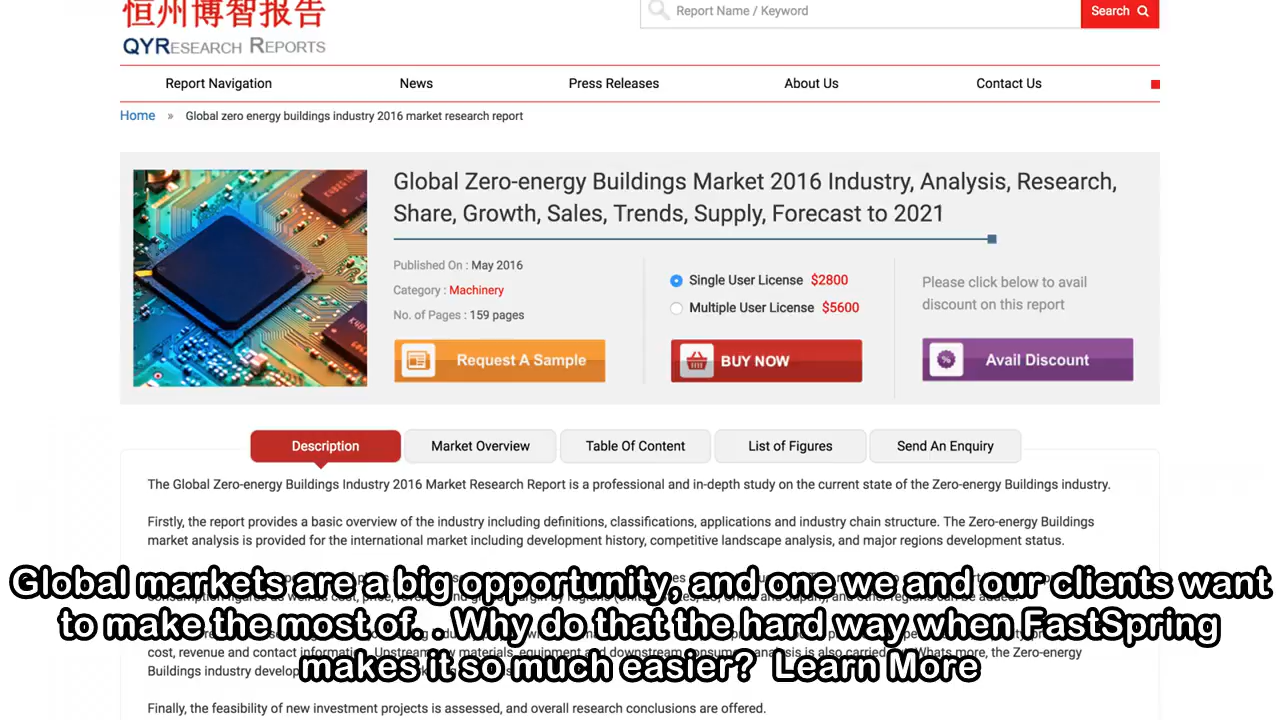 恒州博智报告
QYResearch Reports
Report Name / Keyword
Search
Report Navigation
News
Press Releases
About Us
Contact Us
Home » Global zero energy buildings industry 2016 market research report
Global Zero-energy Buildings Market 2016 Industry, Analysis, Research,
Share, Growth, Sales, Trends, Supply, Forecast to 2021
Published On : May 2016
Category : Machinery
No. of Pages : 159 pages
Single User License $2800
Multiple User License $5600
Please click below to avail
discount on this report
Request A Sample
BUY NOW
Avail Discount
Description
Market Overview
Table Of Content
List of Figures
Send An Enquiry
The Global Zero-energy Buildings Industry 2016 Market Research Report is a professional and in-depth study on the current state of the Zero-energy Buildings industry.
Firstly, the report provides a basic overview of the industry including definitions, classifications, applications and industry chain structure. The Zero-energy Buildings
market analysis is provided for the international market including development history, competitive landscape analysis, and major regions development status.
Global markets are a big opportunity, and one we and our clients want
to make the most of. . Why do that the hard way when FastSpring
makes it so much easier? Learn More
cost, revenue and contact
Buildings industry
Finally, the feasibility of new investment projects is assessed, and overall research conclusions are offered.